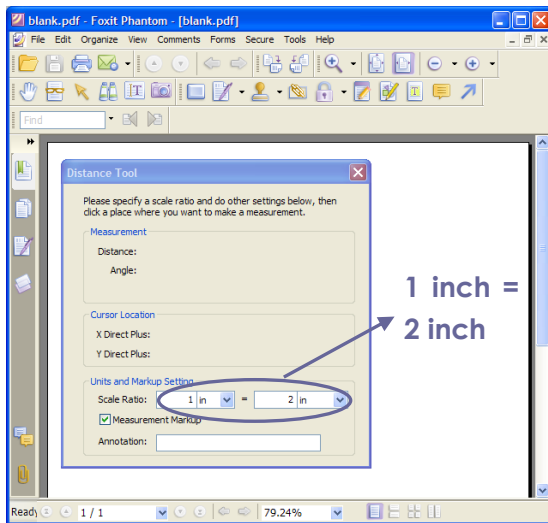 blank.pdf - Foxit Phantom - [blank.pdf]
File Edit Organize View Comments Forms Secure Tools Help
Find
Distance Tool
Please specify a scale ratio and do other settings below, then
click a place where you want to make a measurement.
Measurement
Distance:
Angle:
Cursor Location
X Direct Plus:
Y Direct Plus:
Units and Markup Setting
Scale Ratio: 1 in = 2 in
Measurement Markup
Annotation:
1 inch =
2 inch
Ready 1 / 1 79.24%